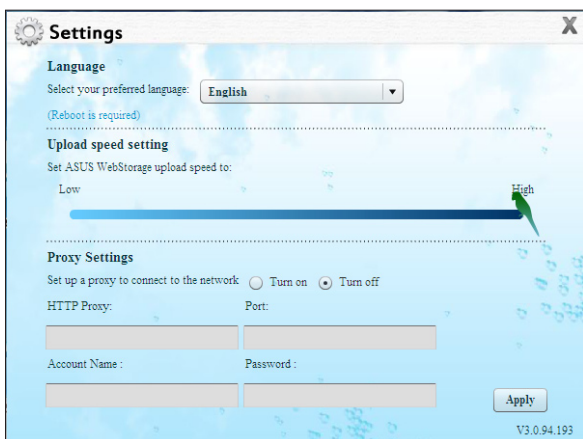 Settings
X
Language
Select your preferred language: English
(Reboot is required)
Upload speed setting
Set ASUS WebStorage upload speed to:
Low High
Proxy Settings
Set up a proxy to connect to the network Turn on Turn off
HTTP Proxy: Port:
Account Name : Password :
Apply
V3.0.94.193